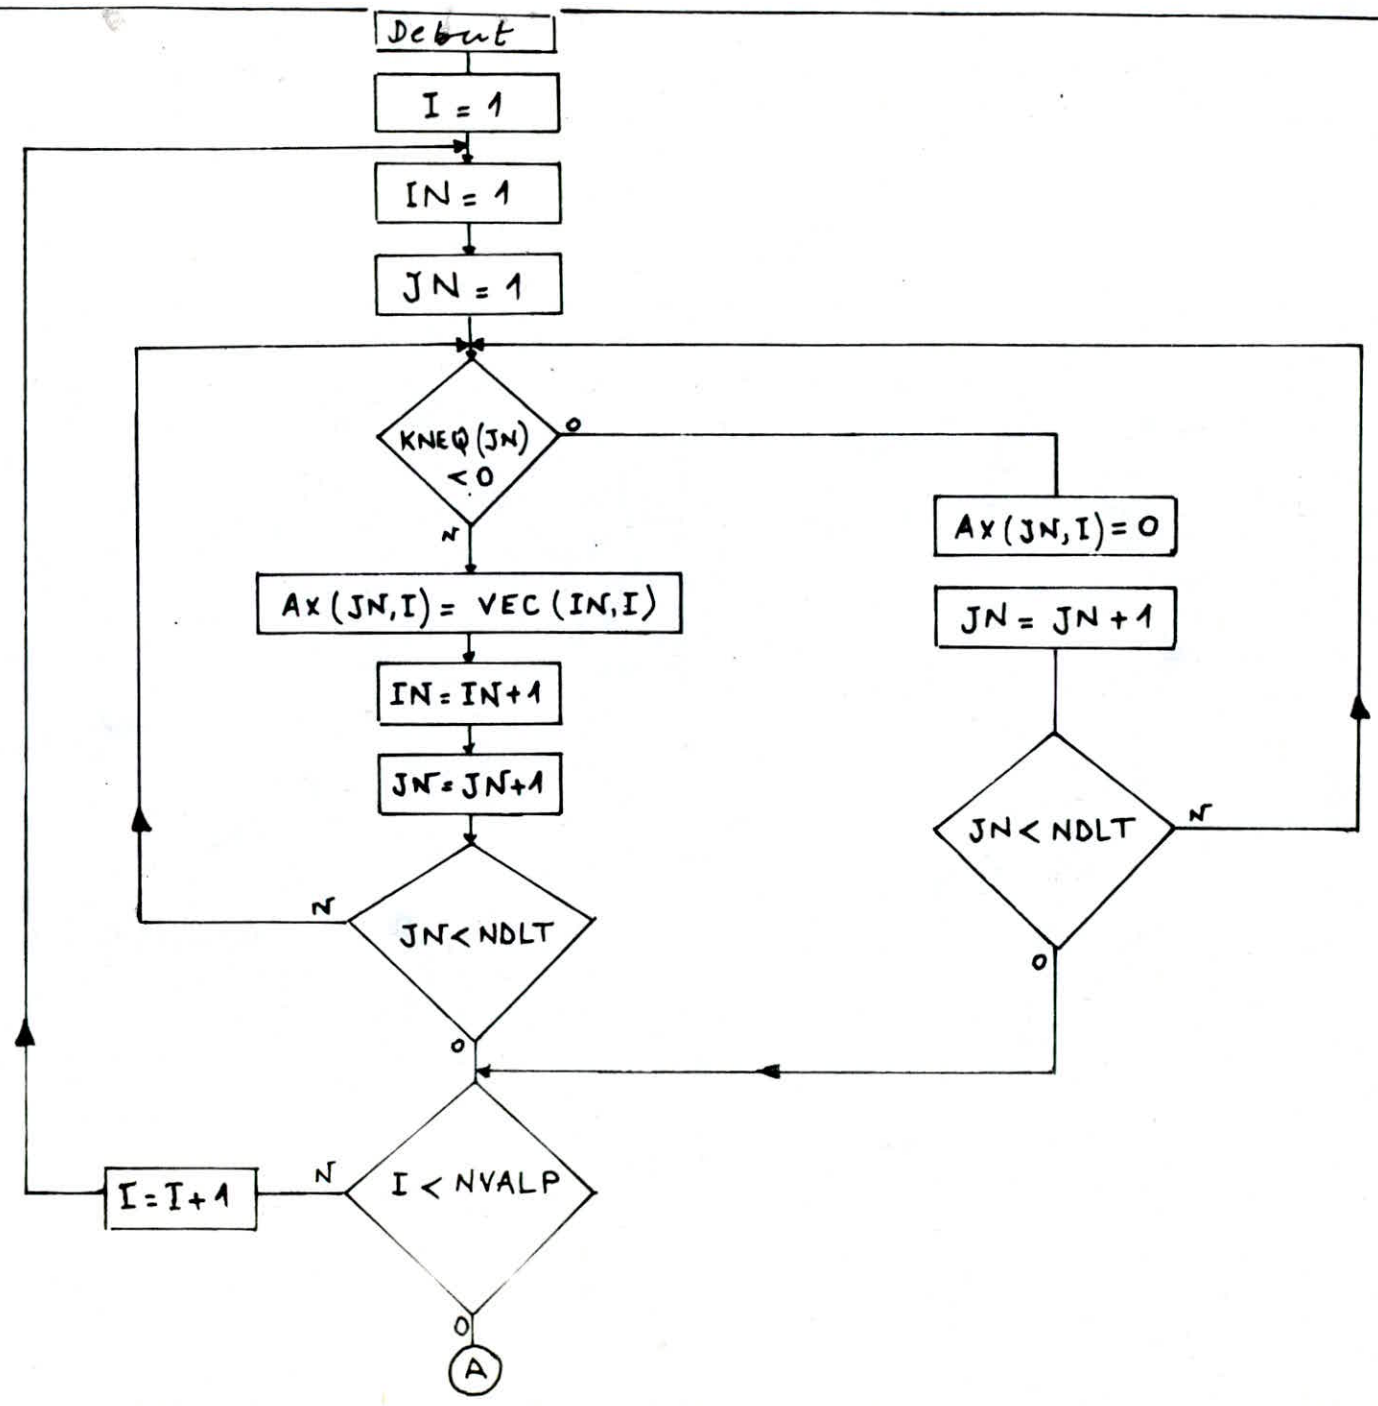 Debut
I = 1
IN = 1
JN = 1
KNEQ(JN)
< 0
O
N
AX(JN,I) = 0
AX(JN,I) = VEC(IN,I)
JN = JN + 1
IN = IN+1
JN = JN+1
JN < NDLT
N
O
JN < NDLT
N
O
I < NVALP
N
I = I + 1
O
A